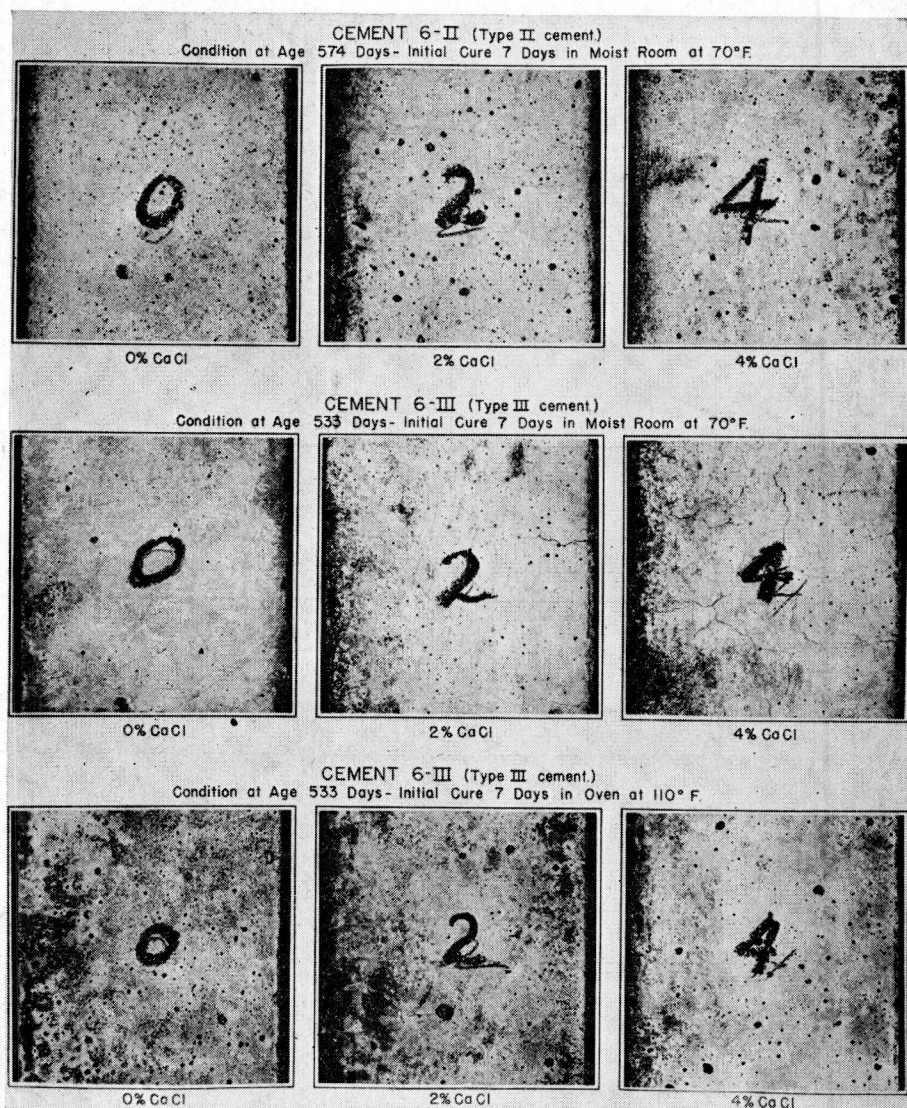 CEMENT 6-II (Type II cement.)
Condition at Age 574 Days- Initial Cure 7 Days in Moist Room at 70°F.
0 2 4
0% CaCl 2% CaCl 4% CaCl
CEMENT 6-III (Type III cement.)
Condition at Age 533 Days- Initial Cure 7 Days in Moist Room at 70°F.
0 2 4
0% CaCl 2% CaCl 4% CaCl
CEMENT 6-III (Type III cement.)
Condition at Age 533 Days- Initial Cure 7 Days in Oven at 110° F.
0 2 4
0% CaCl 2% CaCl 4% CaCl